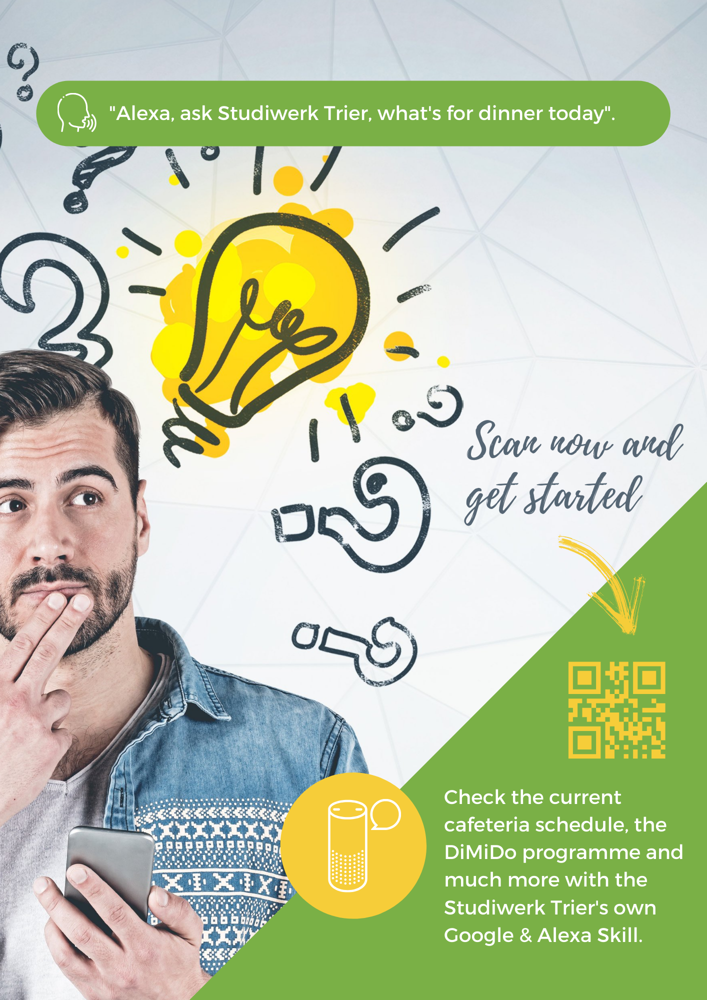 "Alexa, ask Studiwerk Trier, what's for dinner today".
Scan now and
get started
Check the current
cafeteria schedule, the
DiMiDo programme and
much more with the
Studiwerk Trier's own
Google & Alexa Skill.